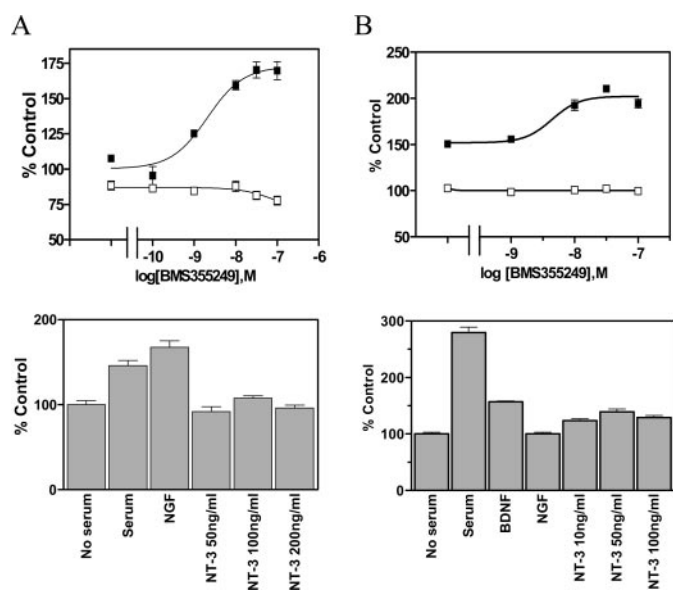 A
B
% Control
175
150
125
100
75
50
-10
-9
-8
-7
-6
log[BMS355249],M
% Control
250
200
150
100
50
-9
-8
-7
log [BMS355249],M
% Control
200
100
0
No serum
Serum
NGF
NT-3 50ng/ml
NT-3 100ng/ml
NT-3 200ng/ml
% Control
300
200
150
100
50
0
No serum
Serum
BDNF
NGF
NT-3 10ng/ml
NT-3 50ng/ml
NT-3 100ng/ml